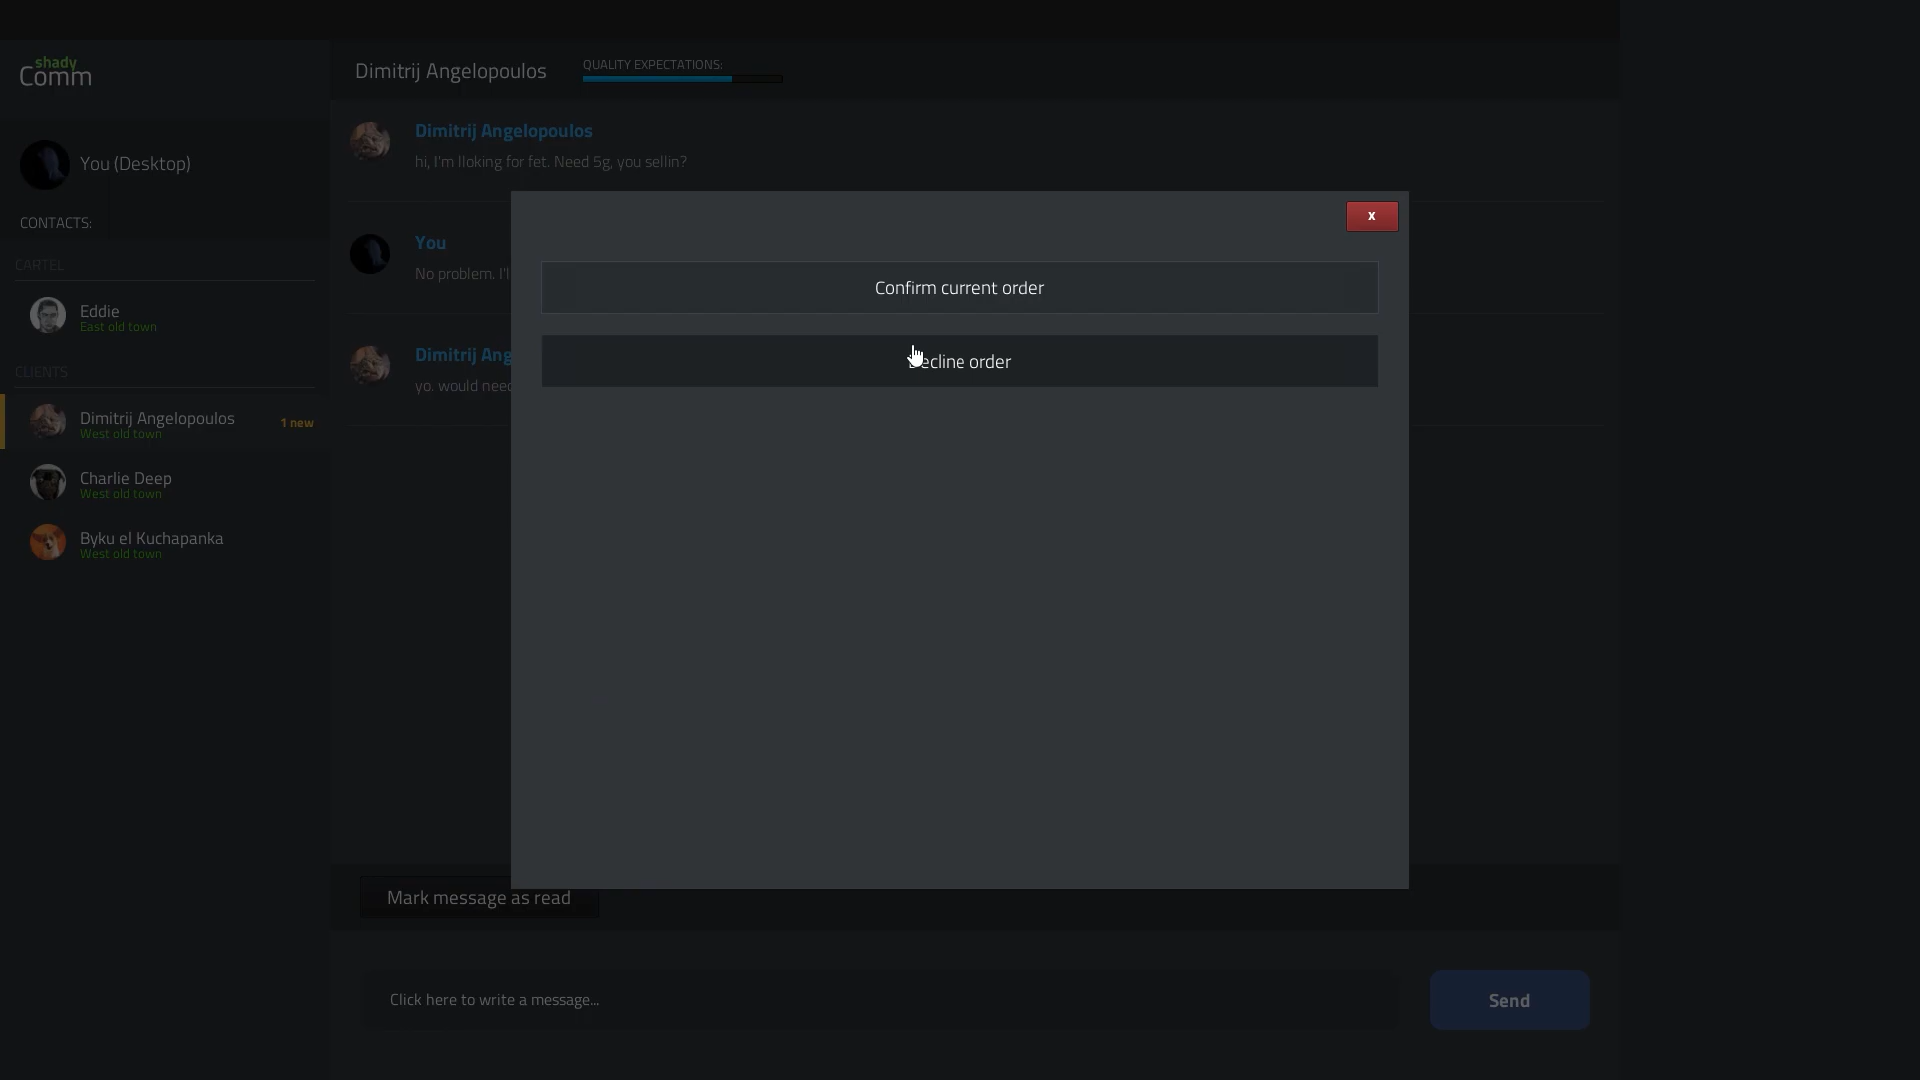 shady
Comm
Dimitrij Angelopoulos
QUALITY EXPECTATIONS:
You (Desktop)
CONTACTS:
CARTEL
Eddie
East old town
CLIENTS
Dimitrij Angelopoulos
West old town
1 new
Charlie Deep
West old town
Byku el Kuchapanka
West old town
Dimitrij Angelopoulos
hi, I'm lloking for fet. Need 5g, you sellin?
You
No problem. I'l
Dimitrij Ang
yo. would need
x
Confirm current order
ecline order
Mark message as read
Click here to write a message...
Send